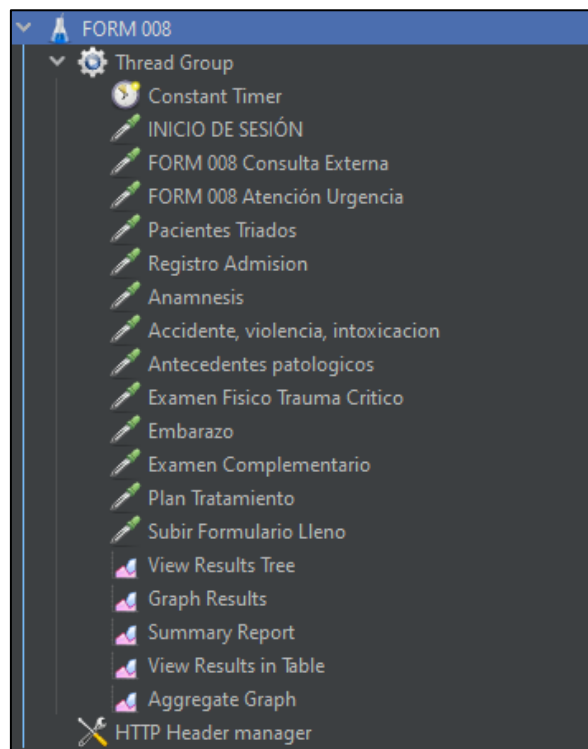 FORM 008
Thread Group
Constant Timer
INICIO DE SESIÓN
FORM 008 Consulta Externa
FORM 008 Atención Urgencia
Pacientes Triados
Registro Admision
Anamnesis
Accidente, violencia, intoxicacion
Antecedentes patologicos
Examen Fisico Trauma Critico
Embarazo
Examen Complementario
Plan Tratamiento
Subir Formulario Lleno
View Results Tree
Graph Results
Summary Report
View Results in Table
Aggregate Graph
HTTP Header manager